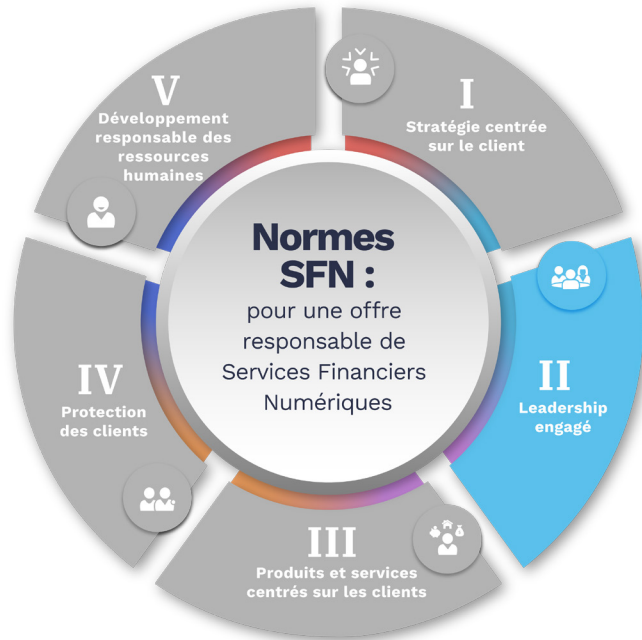 Normes
SFN :
pour une offre
responsable de
Services Financiers
Numériques
I
Stratégie centrée
sur le client
II
Leadership
engagé
III
Produits et services
centrés sur les clients
IV
Protection
des clients
V
Développement
responsable des
ressources
humaines